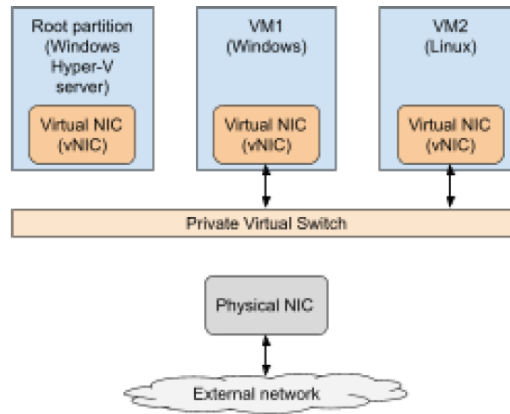 Root partition
(Windows
Hyper-V
server)
Virtual NIC
(vNIC)
VM1
(Windows)
Virtual NIC
(vNIC)
VM2
(Linux)
Virtual NIC
(vNIC)
Private Virtual Switch
Physical NIC
External network